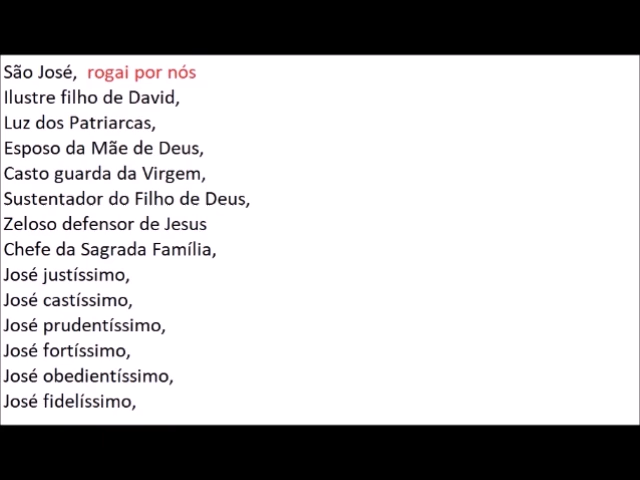 São José, rogai por nós
Ilustre filho de David,
Luz dos Patriarcas,
Esposo da Mãe de Deus,
Casto guarda da Virgem,
Sustentador do Filho de Deus,
Zeloso defensor de Jesus
Chefe da Sagrada Família,
José justíssimo,
José castíssimo,
José prudentíssimo,
José fortíssimo,
José obedientíssimo,
José fidelíssimo,